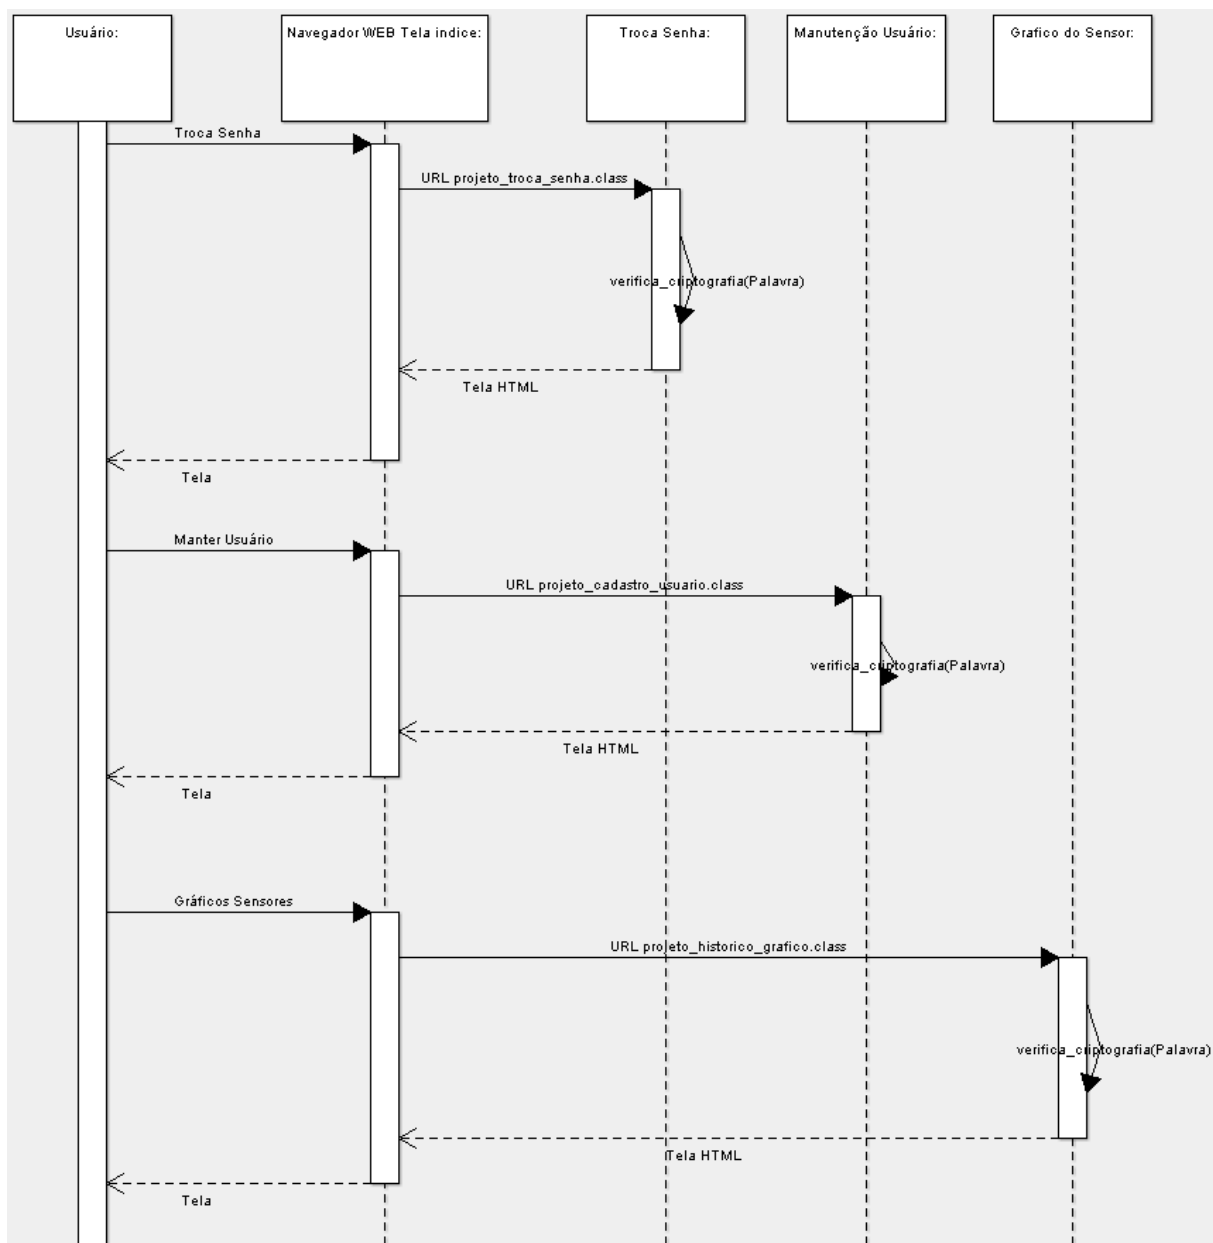 Usuário:
Navegador WEB Tela indice:
Troca Senha:
Manutenção Usuário:
Grafico do Sensor:
Troca Senha
URL projeto_troca_senha.class
verifica_criptografia(Palavra)
Tela HTML
Tela
Manter Usuário
URL projeto_cadastro_usuario.class
verifica_criptografia(Palavra)
Tela HTML
Tela
Gráficos Sensores
URL projeto_historico_grafico.class
verifica_criptografia(Palavra)
Tela HTML
Tela